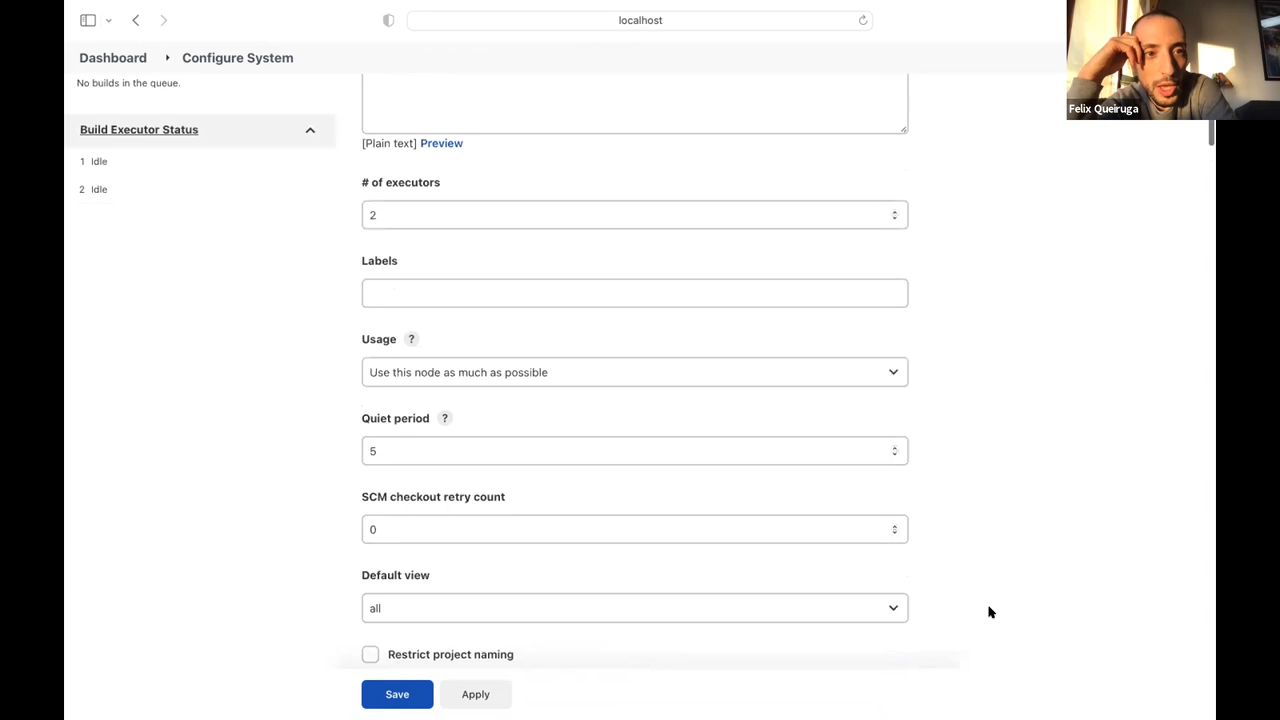 localhost
Dashboard
Configure System
Felix Queiruga
No builds in the queue.
Build Executor Status
1 Idle
2 Idle
[Plain text] Preview
# of executors
2
Labels
Usage ?
Use this node as much as possible
Quiet period ?
5
SCM checkout retry count
0
Default view
all
Restrict project naming
Save
Apply